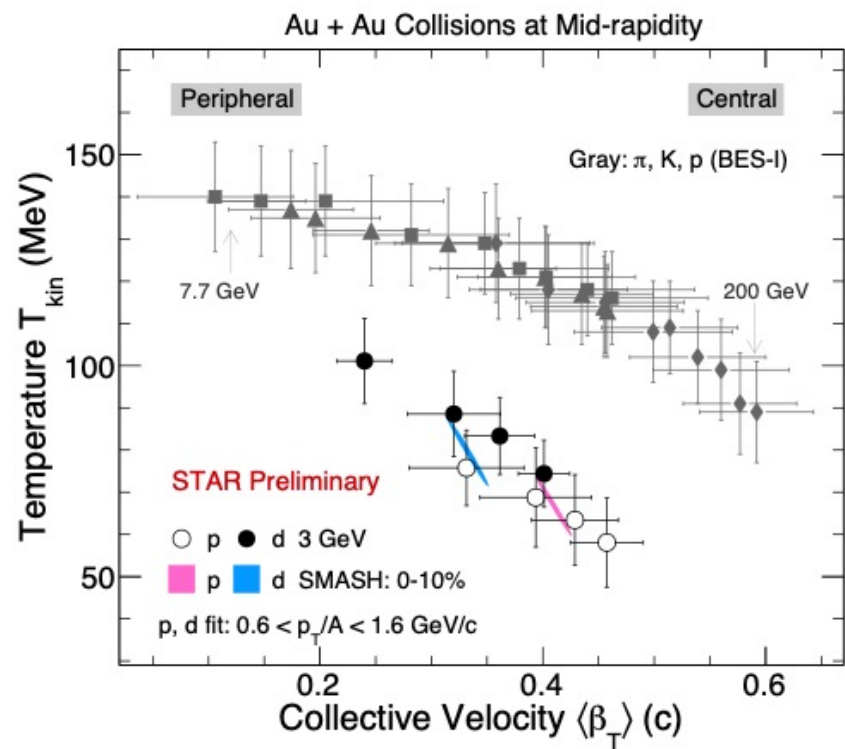 Au + Au Collisions at Mid-rapidity
Peripheral
Central
Gray: π, K, p (BES-I)
150
100
50
7.7 GeV
200 GeV
STAR Preliminary
p d 3 GeV
p d SMASH: 0-10%
p, d fit: 0.6 < p_T/A < 1.6 GeV/c
0.2 0.4 0.6
Temperature T_kin (MeV)
Collective Velocity ⟨β_T⟩ (c)